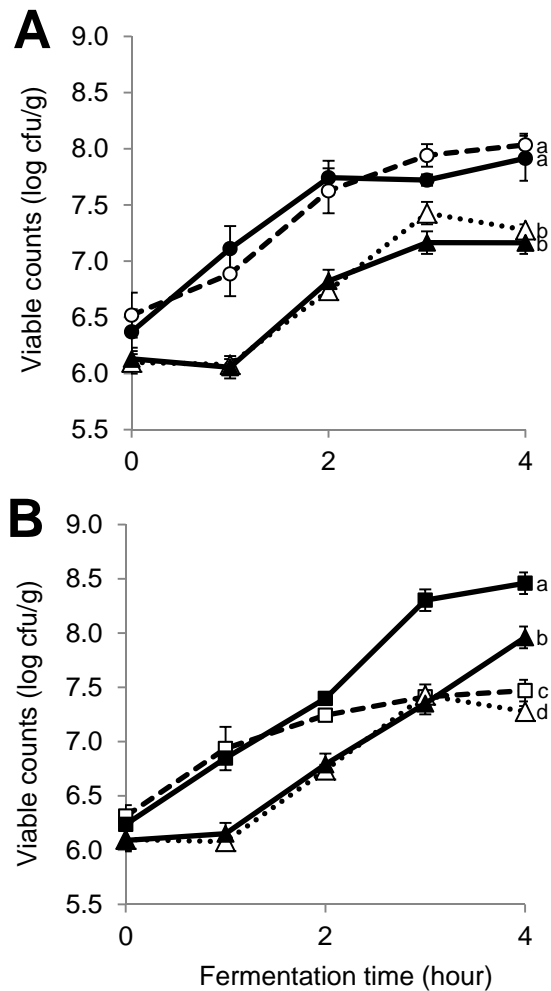 A
Viable counts (log cfu/g)
9.0
8.5
8.0
7.5
7.0
6.5
6.0
5.5
a
a
b
b
0 2 4
B
Viable counts (log cfu/g)
9.0
8.5
8.0
7.5
7.0
6.5
6.0
5.5
a
b
c
d
0 2 4
Fermentation time (hour)